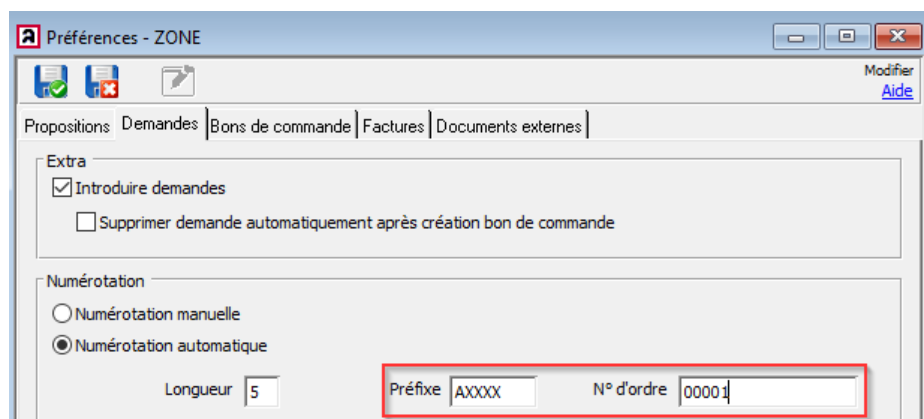 a Préférences - ZONE
Modifier
Aide
Propositions Demandes Bons de commande Factures Documents externes
Extra
Introduire demandes
Supprimer demande automatiquement après création bon de commande
Numérotation
Numérotation manuelle
Numérotation automatique
Longueur 5 Préfixe AXXXX N° d'ordre 00001